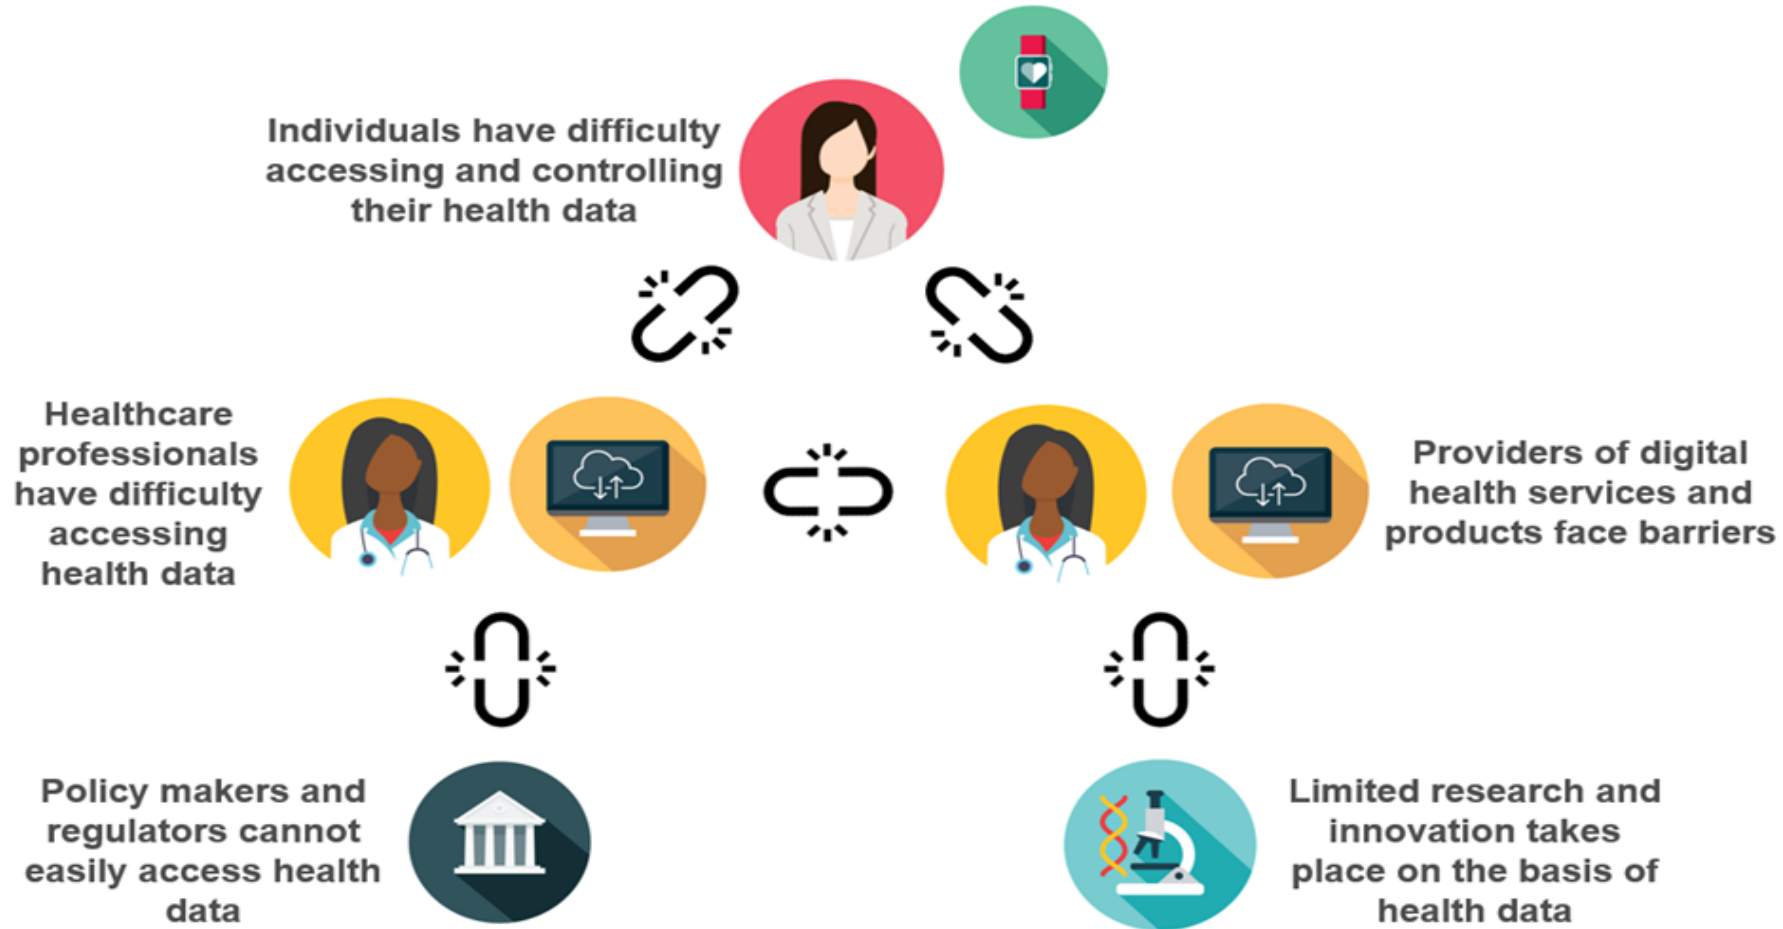 Individuals have difficulty
accessing and controlling
their health data
Healthcare
professionals
have difficulty
accessing
health data
Providers of digital
health services and
products face barriers
Policy makers and
regulators cannot
easily access health
data
Limited research and
innovation takes
place on the basis of
health data